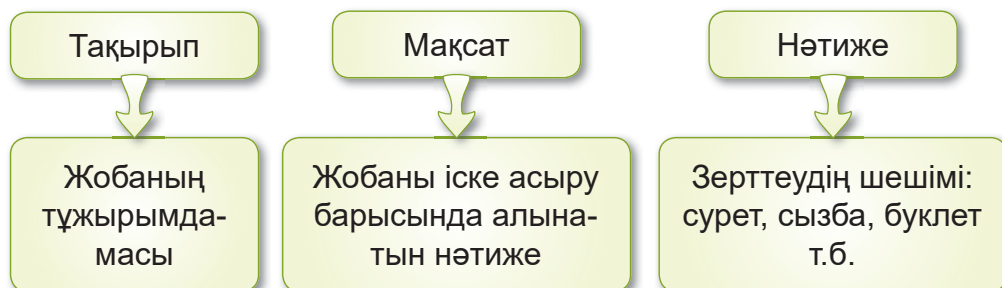 Тақырып
Мақсат
Нәтиже
Жобаның
тұжырымда-
масы
Жобаны іске асыру
барысында алына-
тын нәтиже
Зерттеудің шешімі:
сурет, сызба, буклет
т.б.